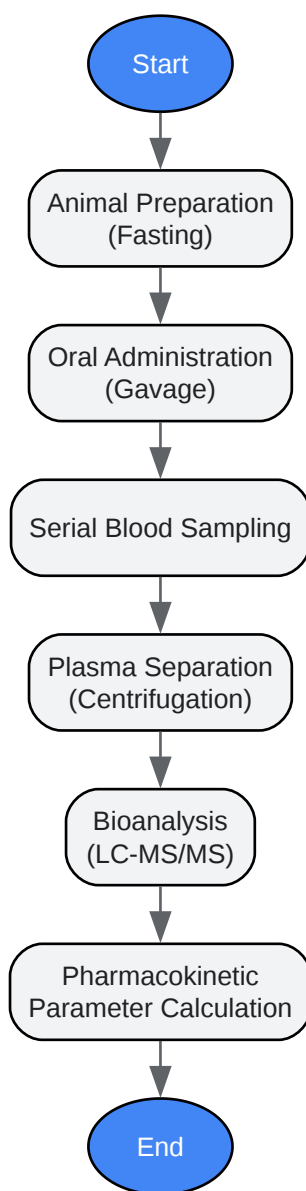 Start
Animal Preparation
(Fasting)
Oral Administration
(Gavage)
Serial Blood Sampling
Plasma Separation
(Centrifugation)
Bioanalysis
(LC-MS/MS)
Pharmacokinetic
Parameter Calculation
End